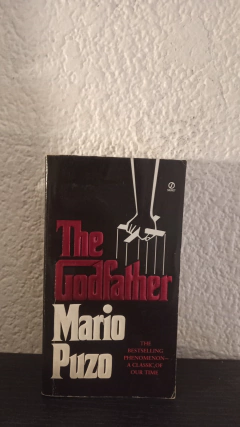 The
Godfather
Mario
Puzo
THE
BESTSELLING
PHENOMENON—
A CLASSIC OF
OUR TIME